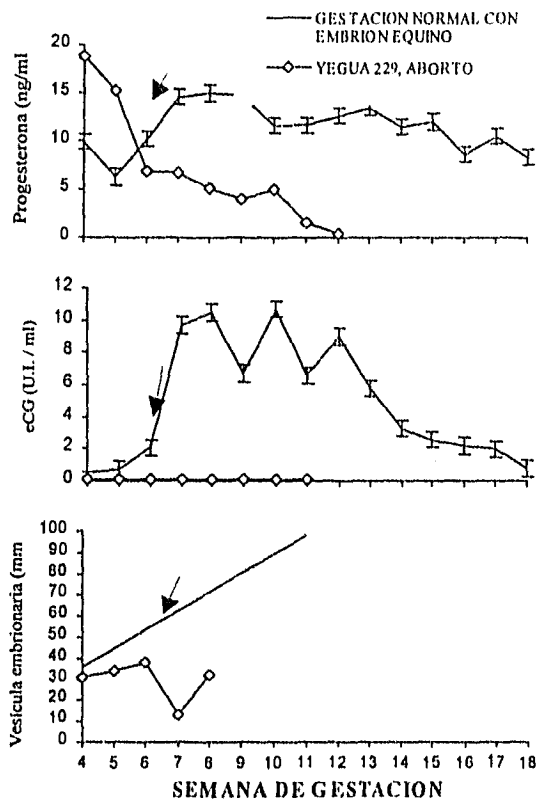 GESTACION NORMAL CON
EMBRION EQUINO
YEGUA 229, ABORTO
Progesterona (ng/ml
20
15
10
5
0
eCG (U.I. / ml)
12
10
8
6
4
2
0
Vesícula embrionaria (mm
100
90
80
70
60
50
40
30
20
10
0
4 5 6 7 8 9 10 11 12 13 14 15 16 17 18
SEMANA DE GESTACION